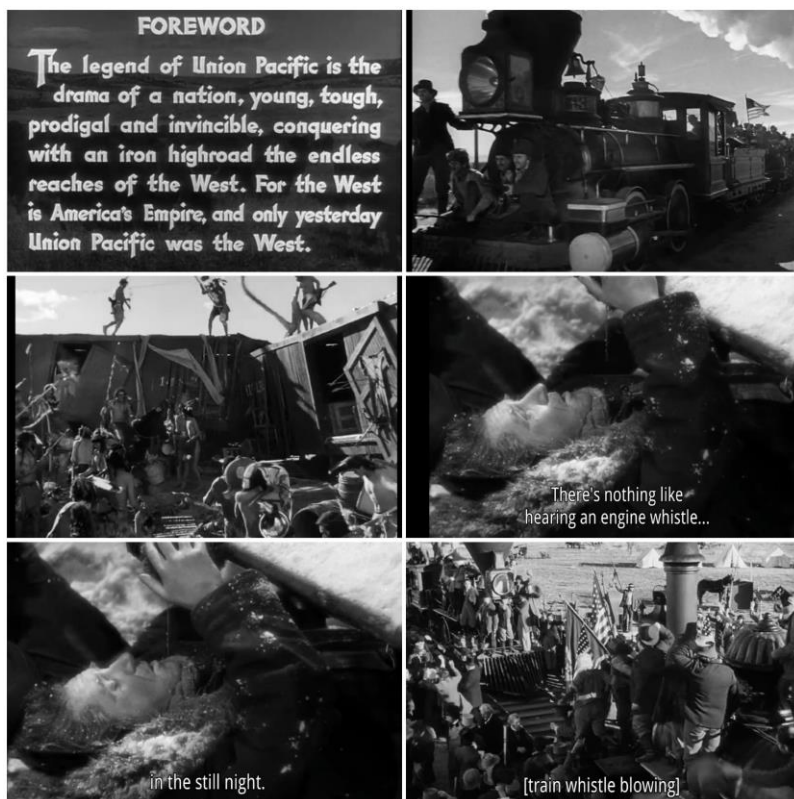 FOREWORD
The legend of Union Pacific is the
drama of a nation, young, tough,
prodigal and invincible, conquering
with an iron highroad the endless
reaches of the West. For the West
is America's Empire, and only yesterday
Union Pacific was the West.
There's nothing like
hearing an engine whistle...
in the still night.
[train whistle blowing]